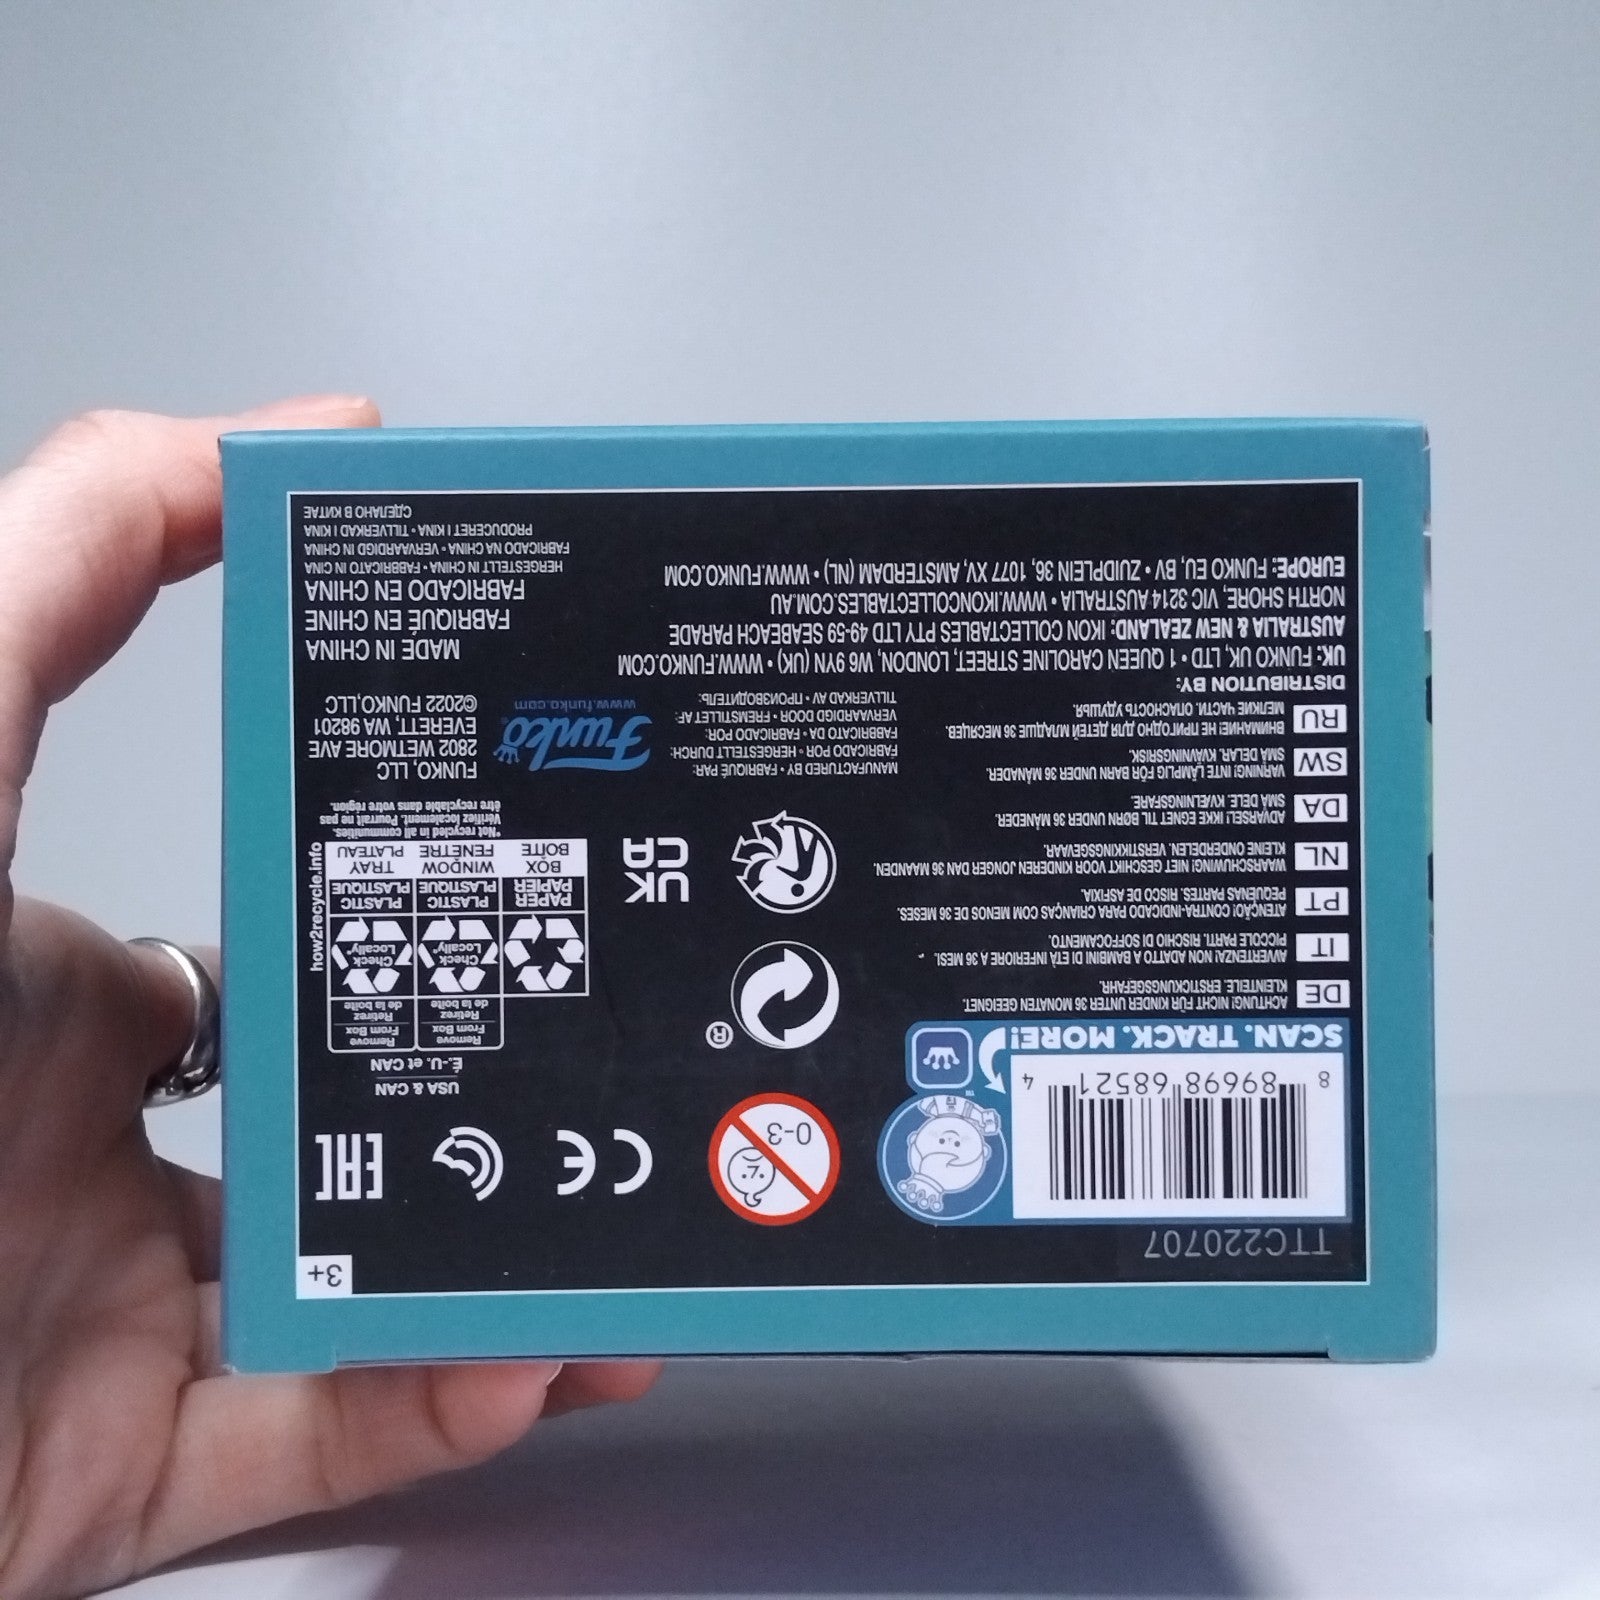 3+
TTC220707
8 89698 68521 4
SCAN. TRACK. MORE!
™
0-3
CE
EAC
USA & CAN
É.-U. et CAN
Remove
From Box
Retirez
de la boîte
Remove
From Box
Retirez
de la boîte
Check
Locally*
Check
Locally*
PAPER
PAPIER
PLASTIC
PLASTIQUE
PLASTIC
PLASTIQUE
BOX
BOÎTE
WINDOW
FENÊTRE
TRAY
PLATEAU
how2recycle.info
*Not recycled in all communities.
Vérifiez localement. Pourrait ne pas
être recyclable dans votre région.
®
UK
CA
DE
ACHTUNG! NICHT FÜR KINDER UNTER 36 MONATEN GEEIGNET.
KLEINTEILE. ERSTICKUNGSGEFAHR.
IT
AVERTENZA! NON ADATTO A BAMBINI DI ETÀ INFERIORE A 36 MESI.
PICCOLE PARTI. RISCHIO DI SOFFOCAMENTO.
PT
ATENÇÃO! CONTRA-INDICADO PARA CRIANÇAS COM MENOS DE 36 MESES.
PEQUENAS PARTES. RISCO DE ASFIXIA.
NL
WAARSCHUWING! NIET GESCHIKT VOOR KINDEREN JONGER DAN 36 MAANDEN.
KLEINE ONDERDELEN. VERSTIKKINGSGEVAAR.
DA
ADVARSEL! IKKE EGNET TIL BØRN UNDER 36 MÅNEDER.
SMÅ DELE. KVÆLNINGSFARE.
SW
VARNING! INTE LÄMPLIG FÖR BARN UNDER 36 MÅNADER.
SMÅ DELAR. KVÄVNINGSRISK.
RU
ВНИМАНИЕ! НЕ ПРИГОДНО ДЛЯ ДЕТЕЙ МЛАДШЕ 36 МЕСЯЦЕВ.
МЕЛКИЕ ЧАСТИ. ОПАСНОСТЬ УДУШЬЯ.
MANUFACTURED BY • FABRIQUÉ PAR:
FABRICADO POR • HERGESTELLT DURCH:
FABBRICATO DA • FABRICADO POR:
VERVAARDIGD DOOR • FREMSTILLET AF:
TILLVERKAD AV • ПРОИЗВОДИТЕЛЬ:
Funko®
www.funko.com
FUNKO, LLC
2802 WETMORE AVE
EVERETT, WA 98201
©2022 FUNKO,LLC
DISTRIBUTION BY:
UK: FUNKO UK, LTD • 1 QUEEN CAROLINE STREET, LONDON, W6 9YN (UK) • WWW.FUNKO.COM
AUSTRALIA & NEW ZEALAND: IKON COLLECTABLES PTY LTD 49-59 SEABEACH PARADE
NORTH SHORE, VIC 3214 AUSTRALIA • WWW.IKONCOLLECTABLES.COM.AU
EUROPE: FUNKO EU, BV • ZUIDPLEIN 36, 1077 XV, AMSTERDAM (NL) • WWW.FUNKO.COM
MADE IN CHINA
FABRIQUÉ EN CHINE
FABRICADO EN CHINA
HERGESTELLT IN CHINA • FABBRICATO IN CINA
FABRICADO NA CHINA • VERVAARDIGD IN CHINA
PRODUCERET I KINA • TILLVERKAD I KINA
СДЕЛАНО В КИТАЕ